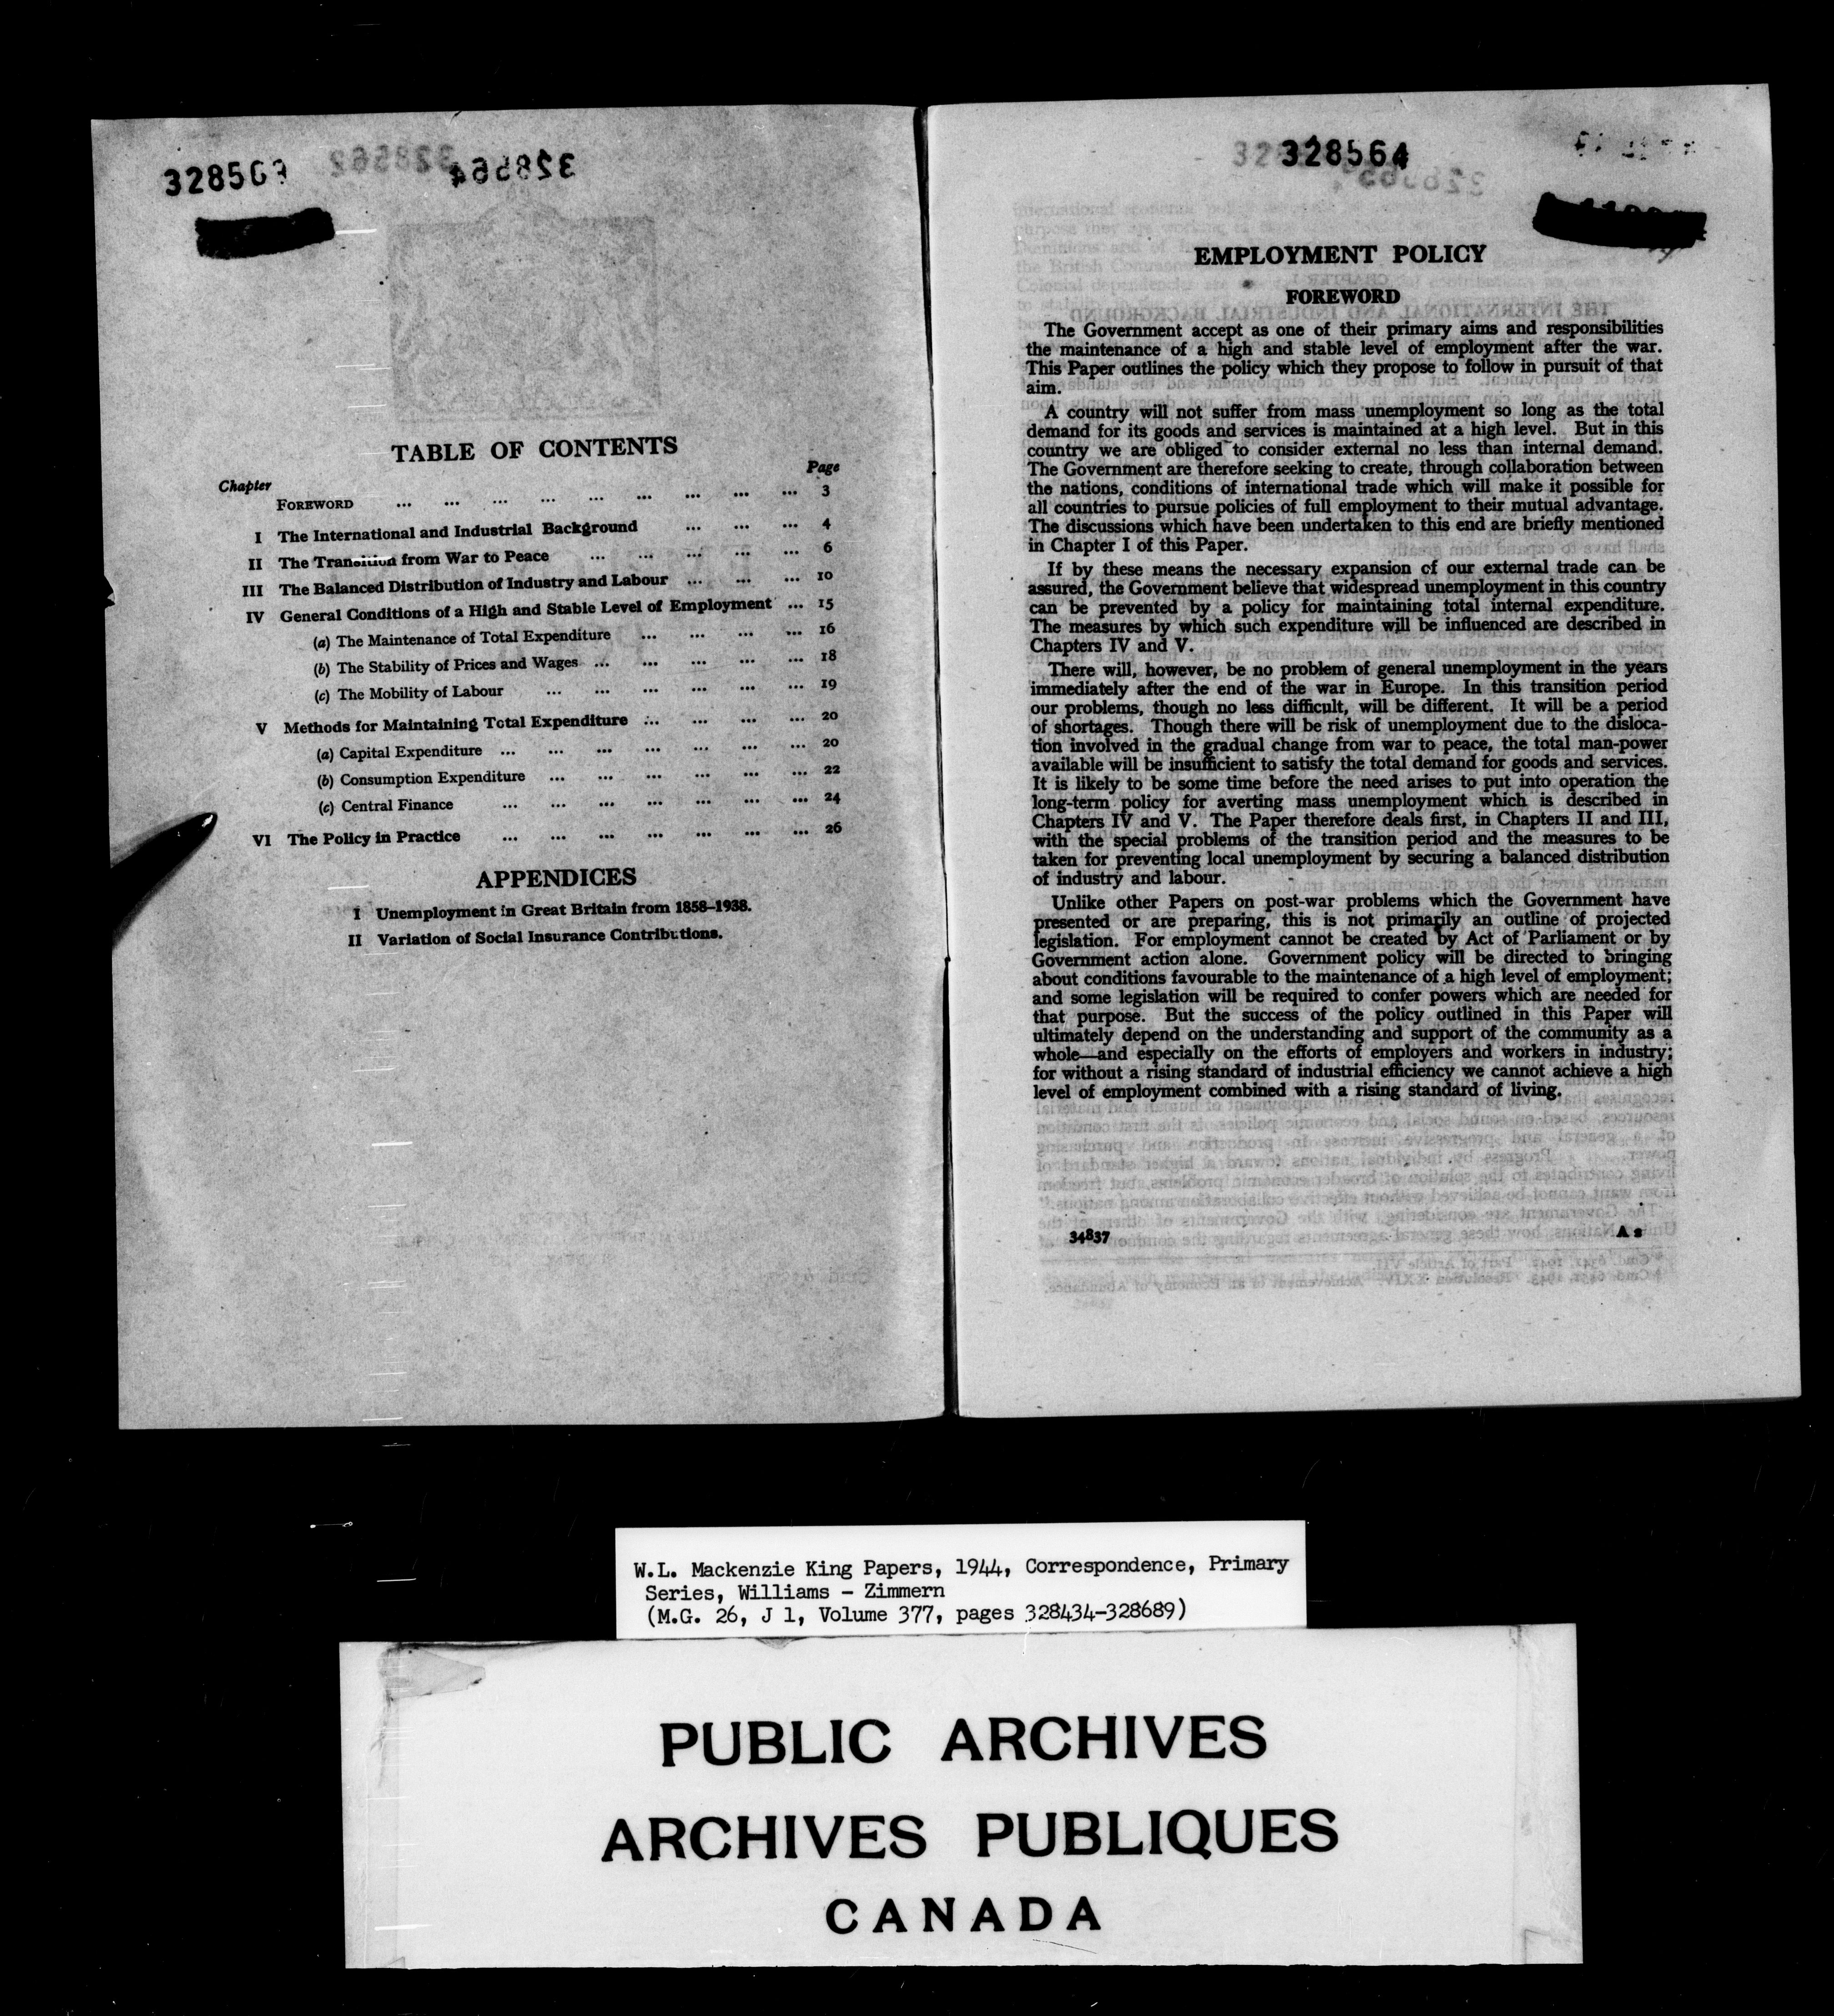 TABLE OF CONTENTS
Page
Chapter
FOREWORD ... ... ... ... ... ... ... ... ... 3
I The International and Industrial Background ... ... ... 4
II The Transition from War to Peace ... ... ... ... ... 6
III The Balanced Distribution of Industry and Labour ... ... ... 10
IV General Conditions of a High and Stable Level of Employment ... 15
(a) The Maintenance of Total Expenditure ... ... ... ... 16
(b) The Stability of Prices and Wages ... ... ... ... ... 18
(c) The Mobility of Labour ... ... ... ... ... ... 19
V Methods for Maintaining Total Expenditure ... ... ... ... 20
(a) Capital Expenditure ... ... ... ... ... ... ... 20
(b) Consumption Expenditure ... ... ... ... ... ... 22
(c) Central Finance ... ... ... ... ... ... ... 24
VI The Policy in Practice ... ... ... ... ... ... ... 26
APPENDICES
I Unemployment in Great Britain from 1858–1938.
II Variation of Social Insurance Contributions.
328564
EMPLOYMENT POLICY
FOREWORD
The Government accept as one of their primary aims and responsibilities
the maintenance of a high and stable level of employment after the war.
This Paper outlines the policy which they propose to follow in pursuit of that
aim.
A country will not suffer from mass unemployment so long as the total
demand for its goods and services is maintained at a high level. But in this
country we are obliged to consider external no less than internal demand.
The Government are therefore seeking to create, through collaboration between
the nations, conditions of international trade which will make it possible for
all countries to pursue policies of full employment to their mutual advantage.
The discussions which have been undertaken to this end are briefly mentioned
in Chapter I of this Paper.
If by these means the necessary expansion of our external trade can be
assured, the Government believe that widespread unemployment in this country
can be prevented by a policy for maintaining total internal expenditure.
The measures by which such expenditure will be influenced are described in
Chapters IV and V.
There will, however, be no problem of general unemployment in the years
immediately after the end of the war in Europe. In this transition period
our problems, though no less difficult, will be different. It will be a period
of shortages. Though there will be risk of unemployment due to the disloca-
tion involved in the gradual change from war to peace, the total man-power
available will be insufficient to satisfy the total demand for goods and services.
It is likely to be some time before the need arises to put into operation the
long-term policy for averting mass unemployment which is described in
Chapters IV and V. The Paper therefore deals first, in Chapters II and III,
with the special problems of the transition period and the measures to be
taken for preventing local unemployment by securing a balanced distribution
of industry and labour.
Unlike other Papers on post-war problems which the Government have
presented or are preparing, this is not primarily an outline of projected
legislation. For employment cannot be created by Act of Parliament or by
Government action alone. Government policy will be directed to bringing
about conditions favourable to the maintenance of a high level of employment;
and some legislation will be required to confer powers which are needed for
that purpose. But the success of the policy outlined in this Paper will
ultimately depend on the understanding and support of the community as a
whole—and especially on the efforts of employers and workers in industry;
for without a rising standard of industrial efficiency we cannot achieve a high
level of employment combined with a rising standard of living.
34837 A 2
W.L. Mackenzie King Papers, 1944, Correspondence, Primary
Series, Williams - Zimmern
(M.G. 26, J 1, Volume 377, pages 328434-328689)
PUBLIC ARCHIVES
ARCHIVES PUBLIQUES
CANADA